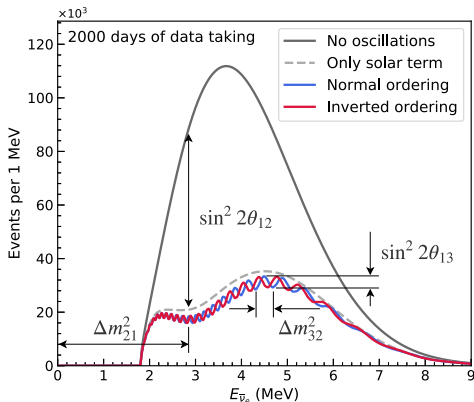 ×10³
2000 days of data taking
No oscillations
Only solar term
Normal ordering
Inverted ordering
120
100
80
60
40
20
0
Events per 1 MeV
sin² 2θ₁₂
sin² 2θ₁₃
Δm²₂₁
Δm²₃₂
0 1 2 3 4 5 6 7 8 9
E_ν̄ₑ [MeV]